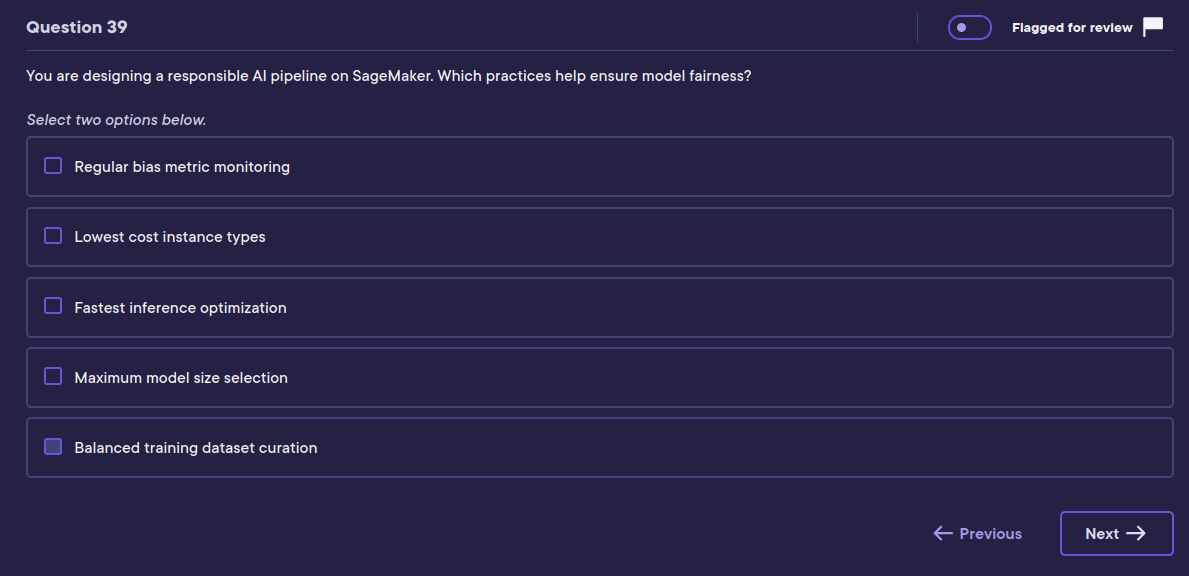 Question 39
Flagged for review
You are designing a responsible AI pipeline on SageMaker. Which practices help ensure model fairness?
Select two options below.
Regular bias metric monitoring
Lowest cost instance types
Fastest inference optimization
Maximum model size selection
Balanced training dataset curation
Previous
Next